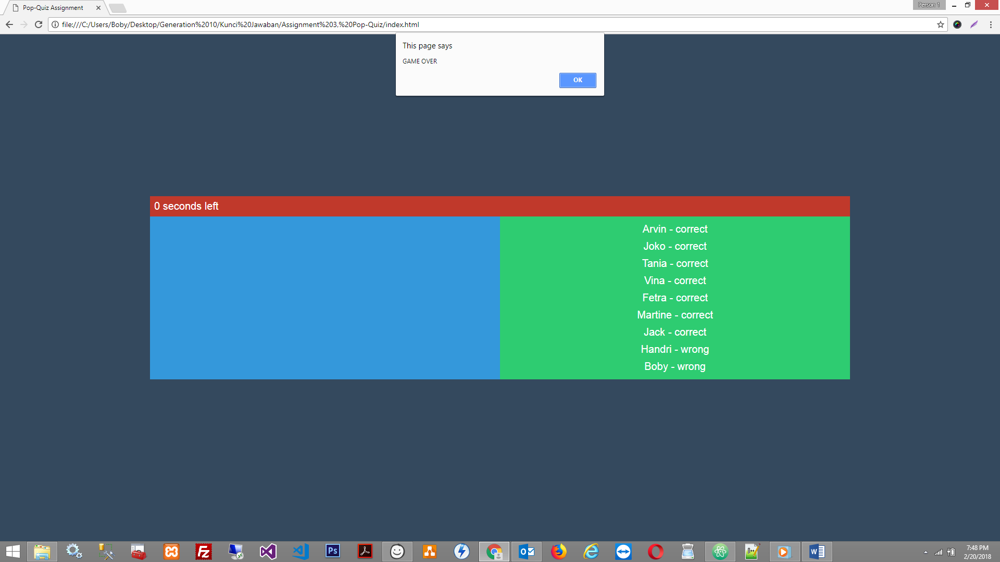 Pop-Quiz Assignment
Person 1
file:///C:/Users/Boby/Desktop/Generation%2010/Kunci%20Jawaban/Assignment%203,%20Pop-Quiz/index.html
This page says
GAME OVER
OK
0 seconds left
Arvin - correct
Joko - correct
Tania - correct
Vina - correct
Fetra - correct
Martine - correct
Jack - correct
Handri - wrong
Boby - wrong
Fz
Ps
7:48 PM
2/20/2018